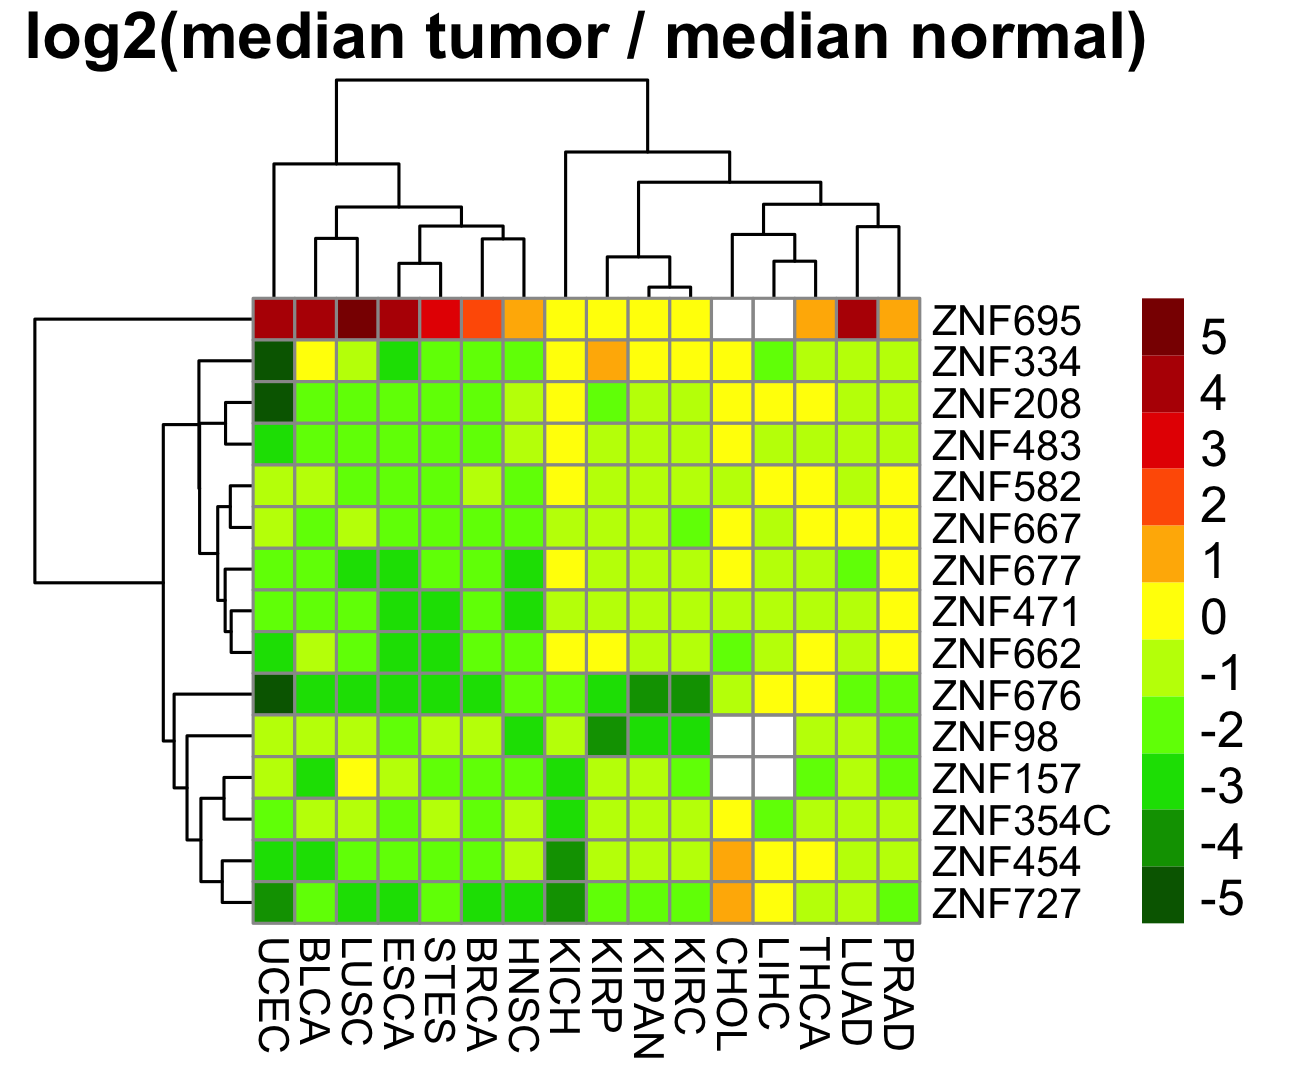 log2(median tumor / median normal)
ZNF695
ZNF334
ZNF208
ZNF483
ZNF582
ZNF667
ZNF677
ZNF471
ZNF662
ZNF676
ZNF98
ZNF157
ZNF354C
ZNF454
ZNF727
5
4
3
2
1
0
-1
-2
-3
-4
-5
UCEC
BLCA
LUSC
ESCA
STES
BRCA
HNSC
KICH
KIRP
KIPAN
KIRC
CHOL
LIHC
THCA
LUAD
PRAD